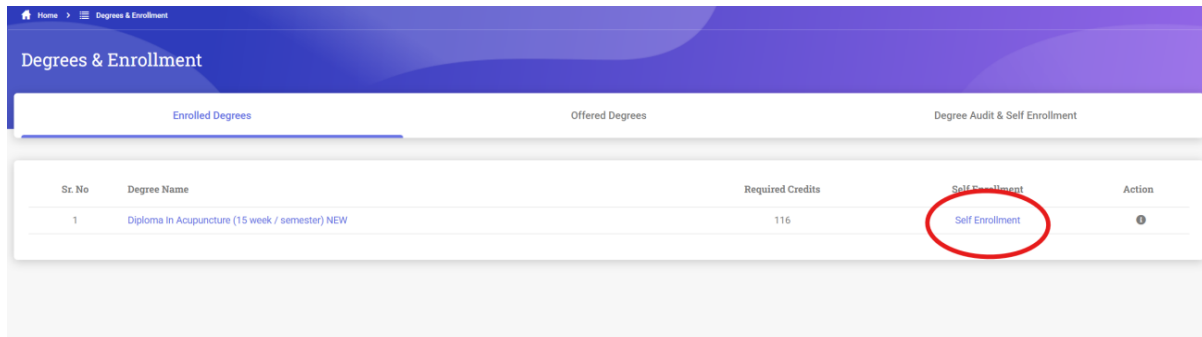 Home > Degrees & Enrollment
Degrees & Enrollment
Enrolled Degrees Offered Degrees Degree Audit & Self Enrollment
Sr. No Degree Name Required Credits Self Enrollment Action
1 Diploma In Acupuncture (15 week / semester) NEW 116 Self Enrollment